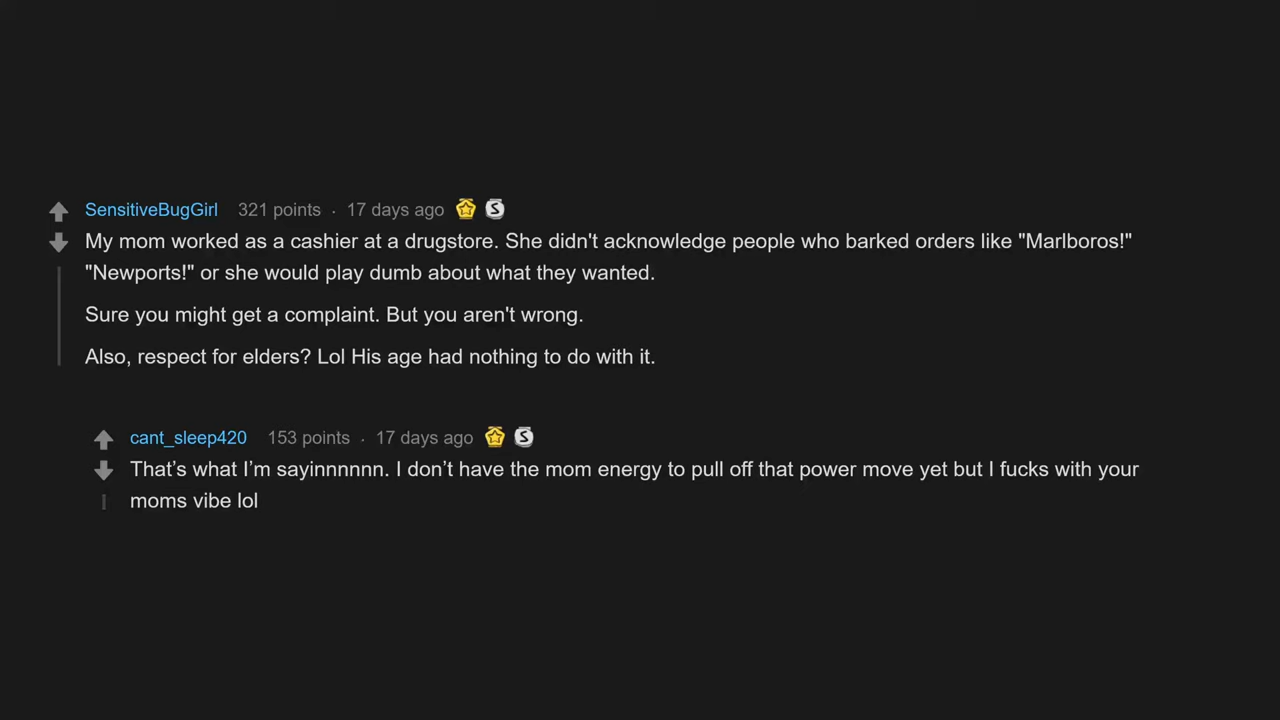 SensitiveBugGirl 321 points · 17 days ago
My mom worked as a cashier at a drugstore. She didn't acknowledge people who barked orders like "Marlboros!"
"Newports!" or she would play dumb about what they wanted.
Sure you might get a complaint. But you aren't wrong.
Also, respect for elders? Lol His age had nothing to do with it.
cant_sleep420 153 points · 17 days ago
That’s what I’m sayinnnnnn. I don’t have the mom energy to pull off that power move yet but I fucks with your
moms vibe lol